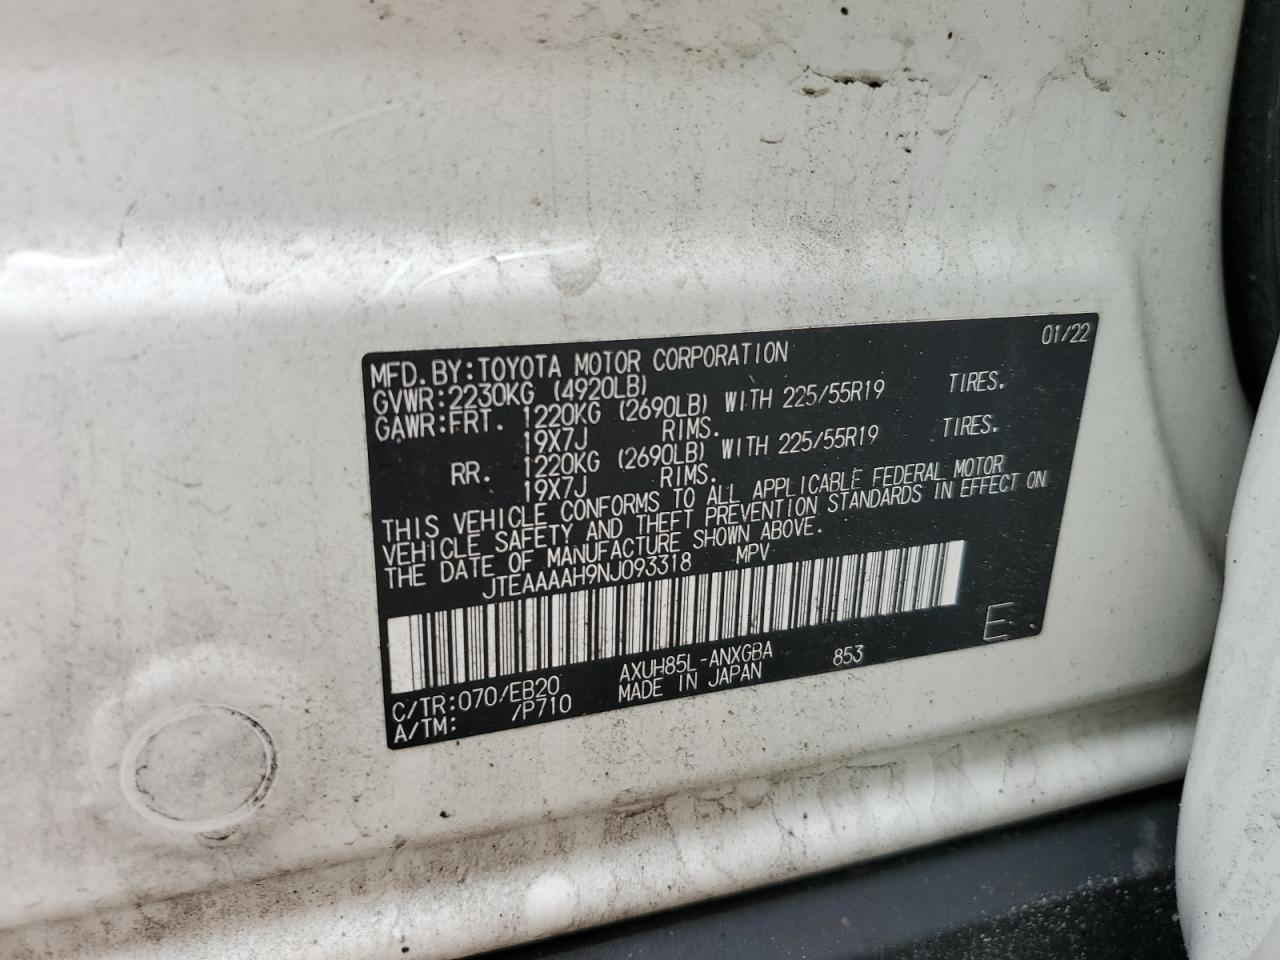 01/22
MFD. BY: TOYOTA MOTOR CORPORATION
GVWR: 2230KG (4920LB)
GAWR: FRT. 1220KG (2690LB) WITH 225/55R19 TIRES.
19X7J RIMS.
RR. 1220KG (2690LB) WITH 225/55R19 TIRES.
19X7J RIMS.
THIS VEHICLE CONFORMS TO ALL APPLICABLE FEDERAL MOTOR
VEHICLE SAFETY AND THEFT PREVENTION STANDARDS IN EFFECT ON
THE DATE OF MANUFACTURE SHOWN ABOVE.
JTEAAAAH9NJ093318 MPV
C/TR: 070/EB20 AXUH85L-ANXGBA 853 E
A/TM: /P710 MADE IN JAPAN